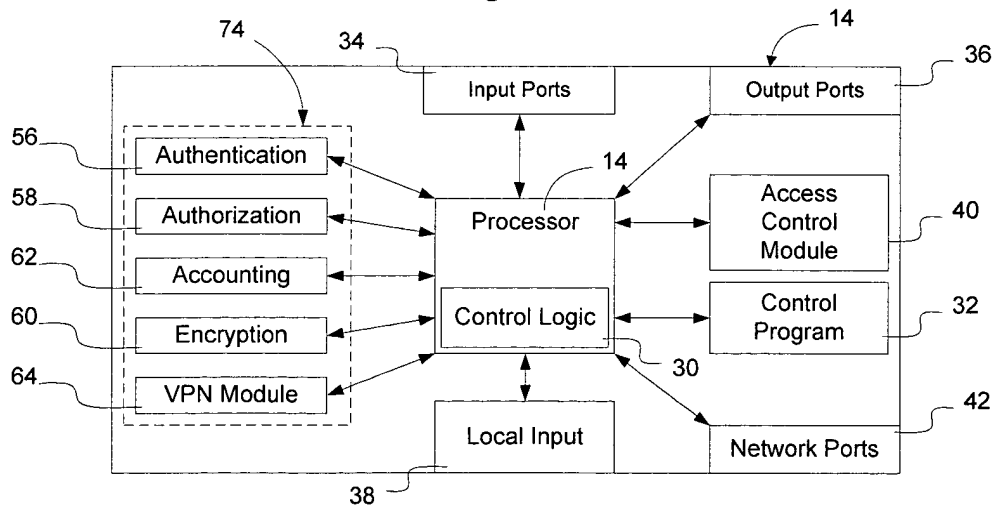 74
34
14
36
Input Ports
Output Ports
56
Authentication
14
58
Authorization
Processor
Access
Control
Module
40
62
Accounting
60
Encryption
Control Logic
Control
Program
32
30
64
VPN Module
Local Input
42
Network Ports
38